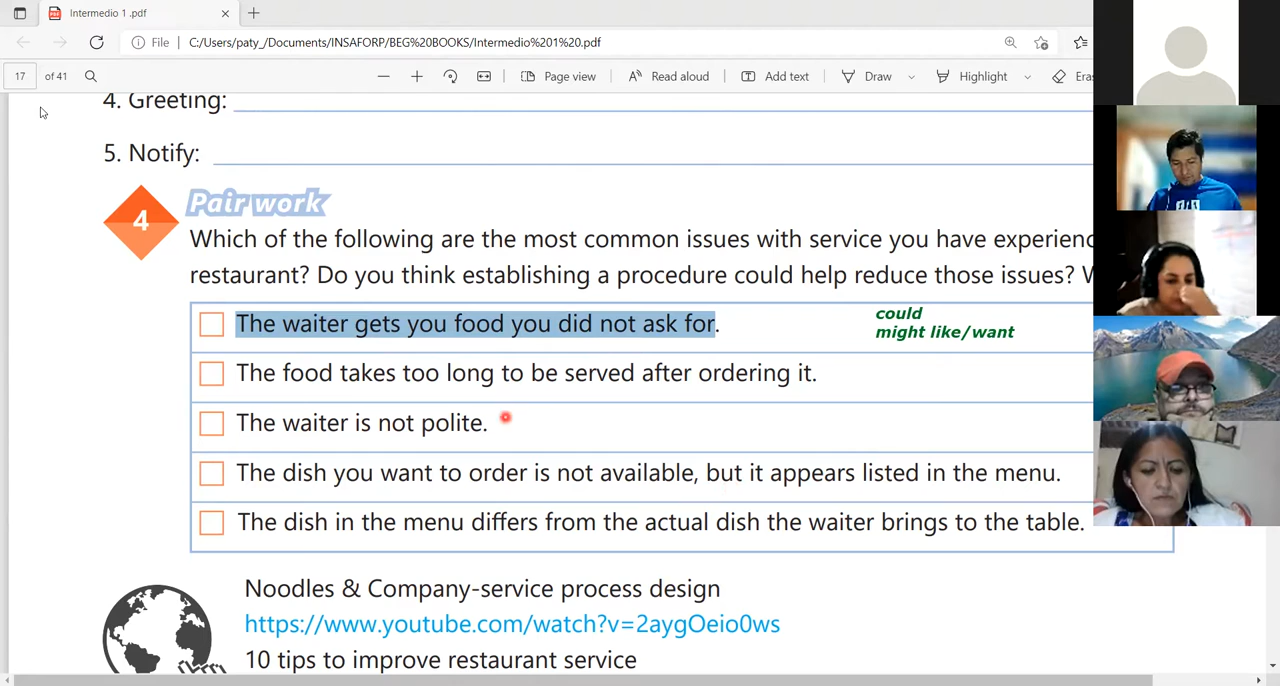 Intermedio 1 .pdf
File C:/Users/paty_/Documents/INSAFORP/BEG%20BOOKS/Intermedio%201%20.pdf
17 of 41 Page view Read aloud Add text Draw Highlight Eras
4. Greeting:
5. Notify:
4 Pair work
Which of the following are the most common issues with service you have experienc
restaurant? Do you think establishing a procedure could help reduce those issues? W
The waiter gets you food you did not ask for.
could
might like/want
The food takes too long to be served after ordering it.
The waiter is not polite.
The dish you want to order is not available, but it appears listed in the menu.
The dish in the menu differs from the actual dish the waiter brings to the table.
Noodles & Company-service process design
https://www.youtube.com/watch?v=2aygOeio0ws
10 tips to improve restaurant service